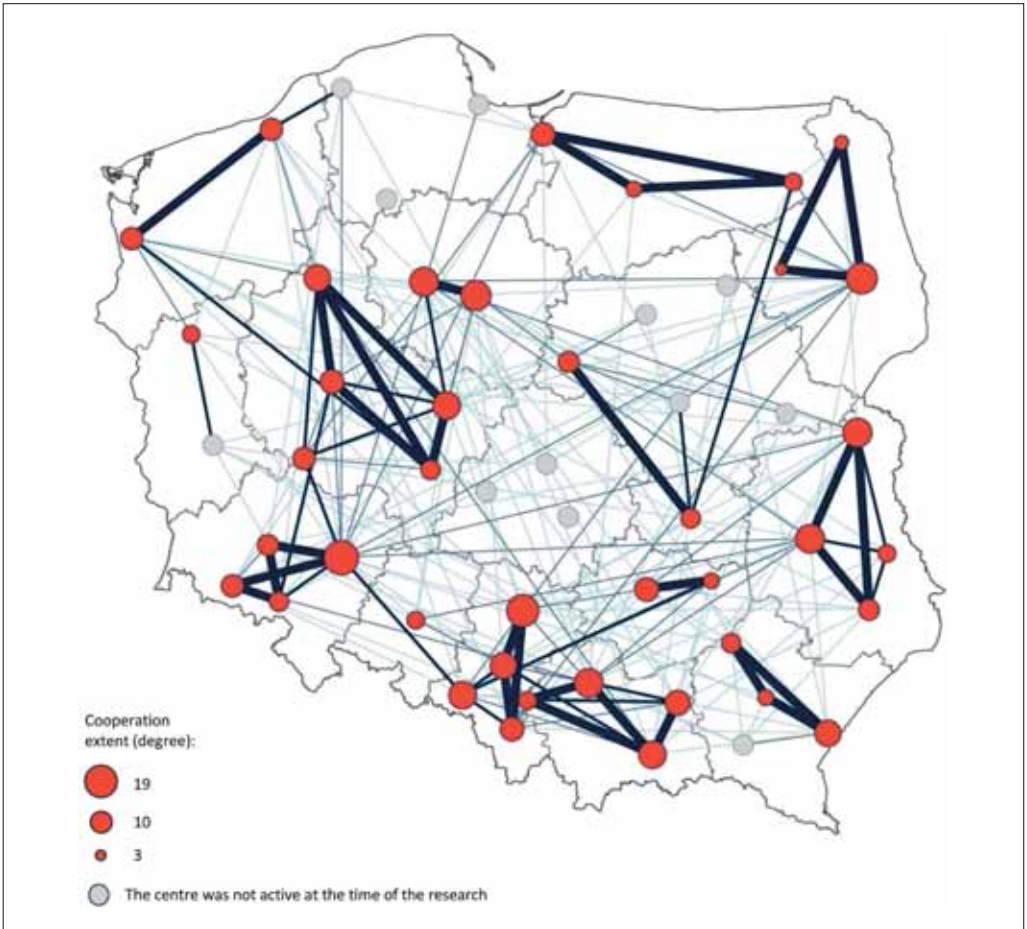 Cooperation
extent (degree):
19
10
3
The centre was not active at the time of the research